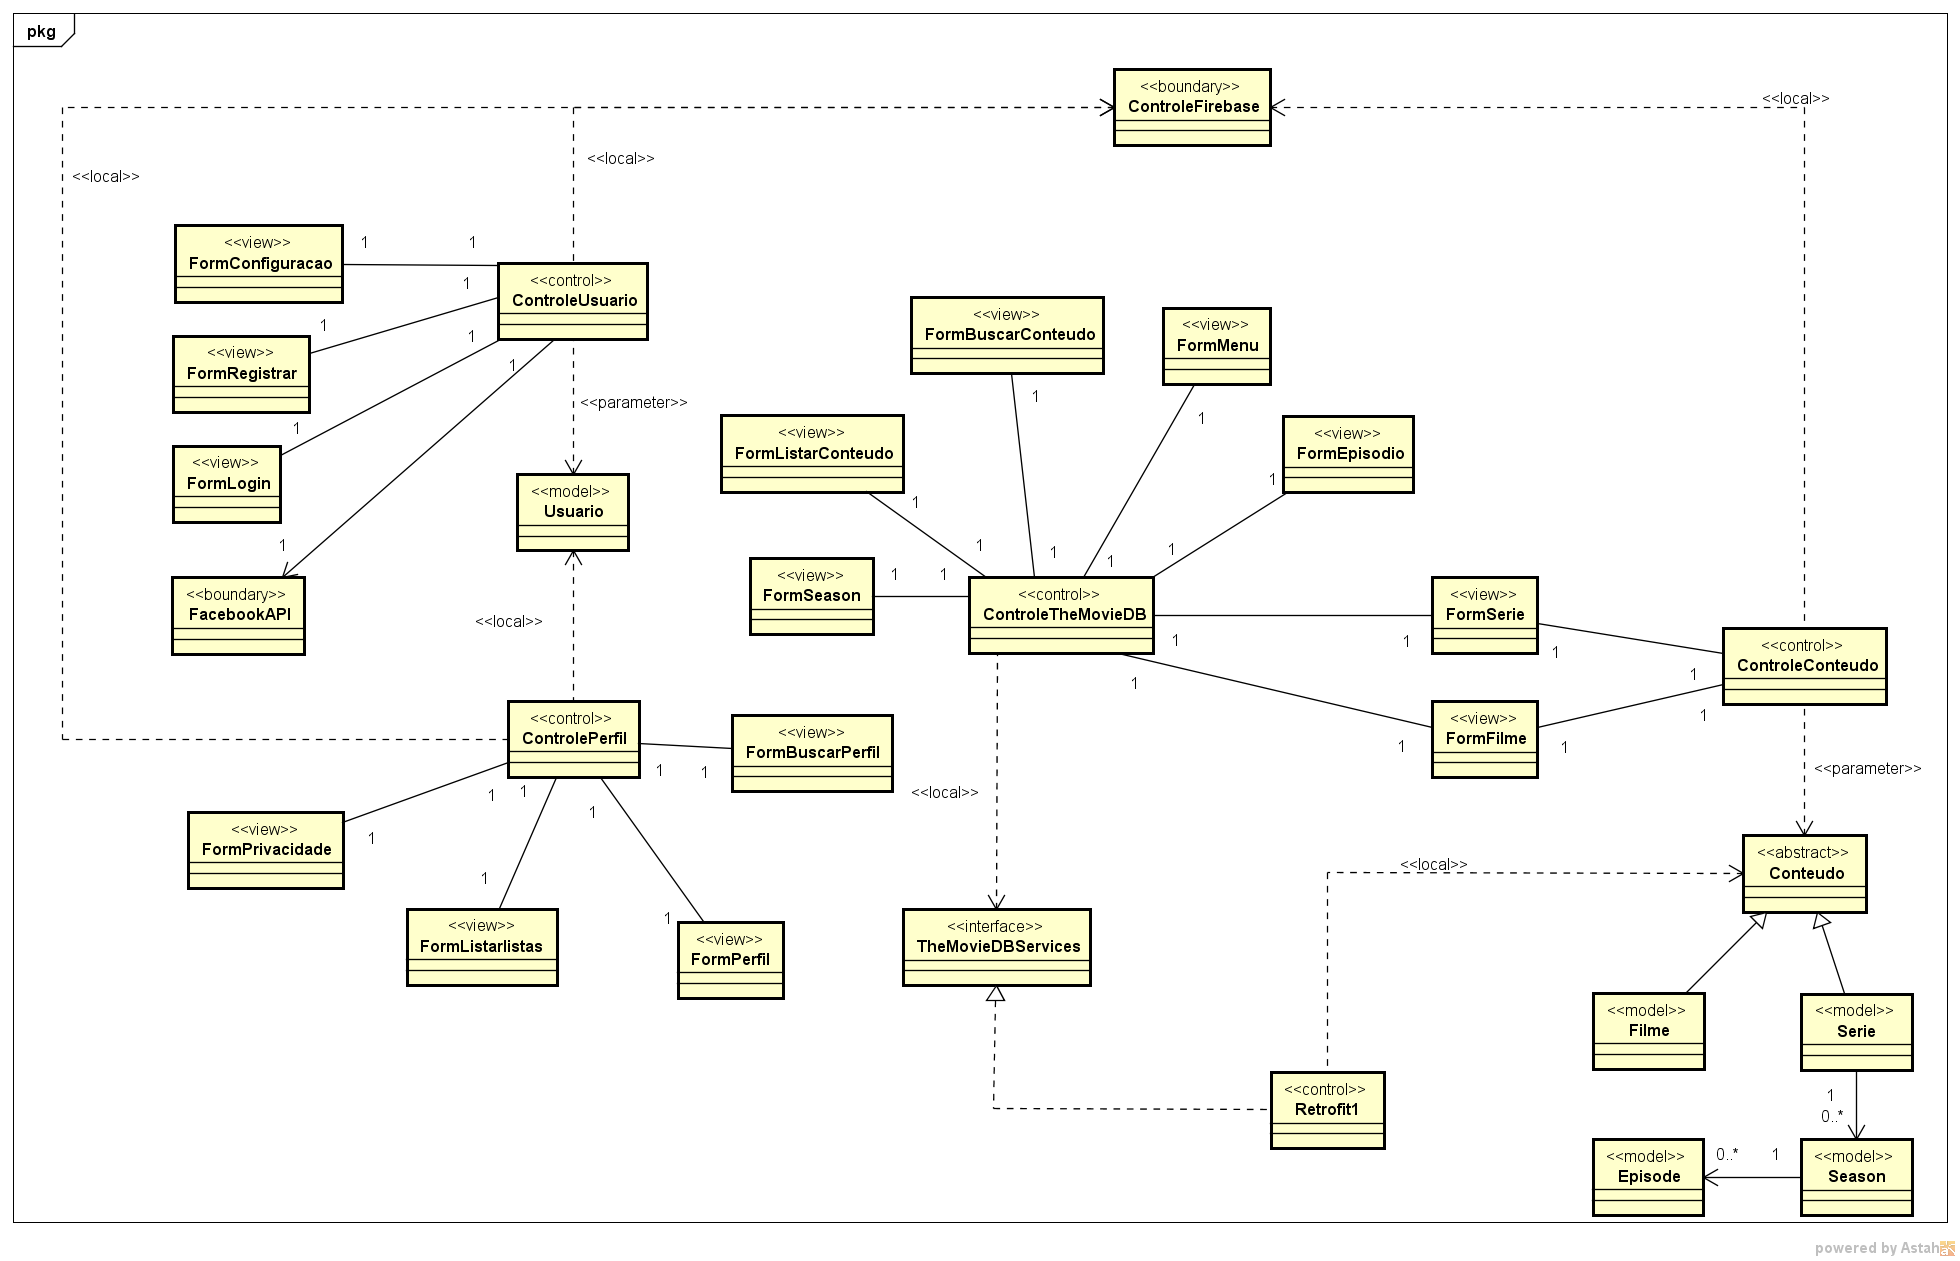 pkg
<<boundary>>
ControleFirebase
<<local>>
<<local>>
<<local>>
<<view>>
FormConfiguracao
1
1
<<control>>
ControleUsuario
1
1
<<view>>
FormRegistrar
1
1
<<view>>
FormLogin
1
1
<<boundary>>
FacebookAPI
<<parameter>>
<<model>>
Usuario
<<local>>
<<view>>
FormBuscarConteudo
1
<<view>>
FormMenu
1
<<view>>
FormListarConteudo
1
<<view>>
FormEpisodio
1
1
1
1
1
<<view>>
FormSeason
1
1
<<control>>
ControleTheMovieDB
1
1
<<view>>
FormSerie
1
1
<<control>>
ControleConteudo
1
1
<<view>>
FormFilme
1
1
<<control>>
ControlePerfil
1
1
<<view>>
FormBuscarPerfil
1
1
1
<<view>>
FormPrivacidade
1
1
<<view>>
FormListarlistas
1
<<view>>
FormPerfil
<<local>>
<<parameter>>
<<local>>
<<abstract>>
Conteudo
<<interface>>
TheMovieDBServices
<<model>>
Filme
<<model>>
Serie
<<control>>
Retrofit1
1
0..*
<<model>>
Episode
0..*
1
<<model>>
Season
powered by Astah